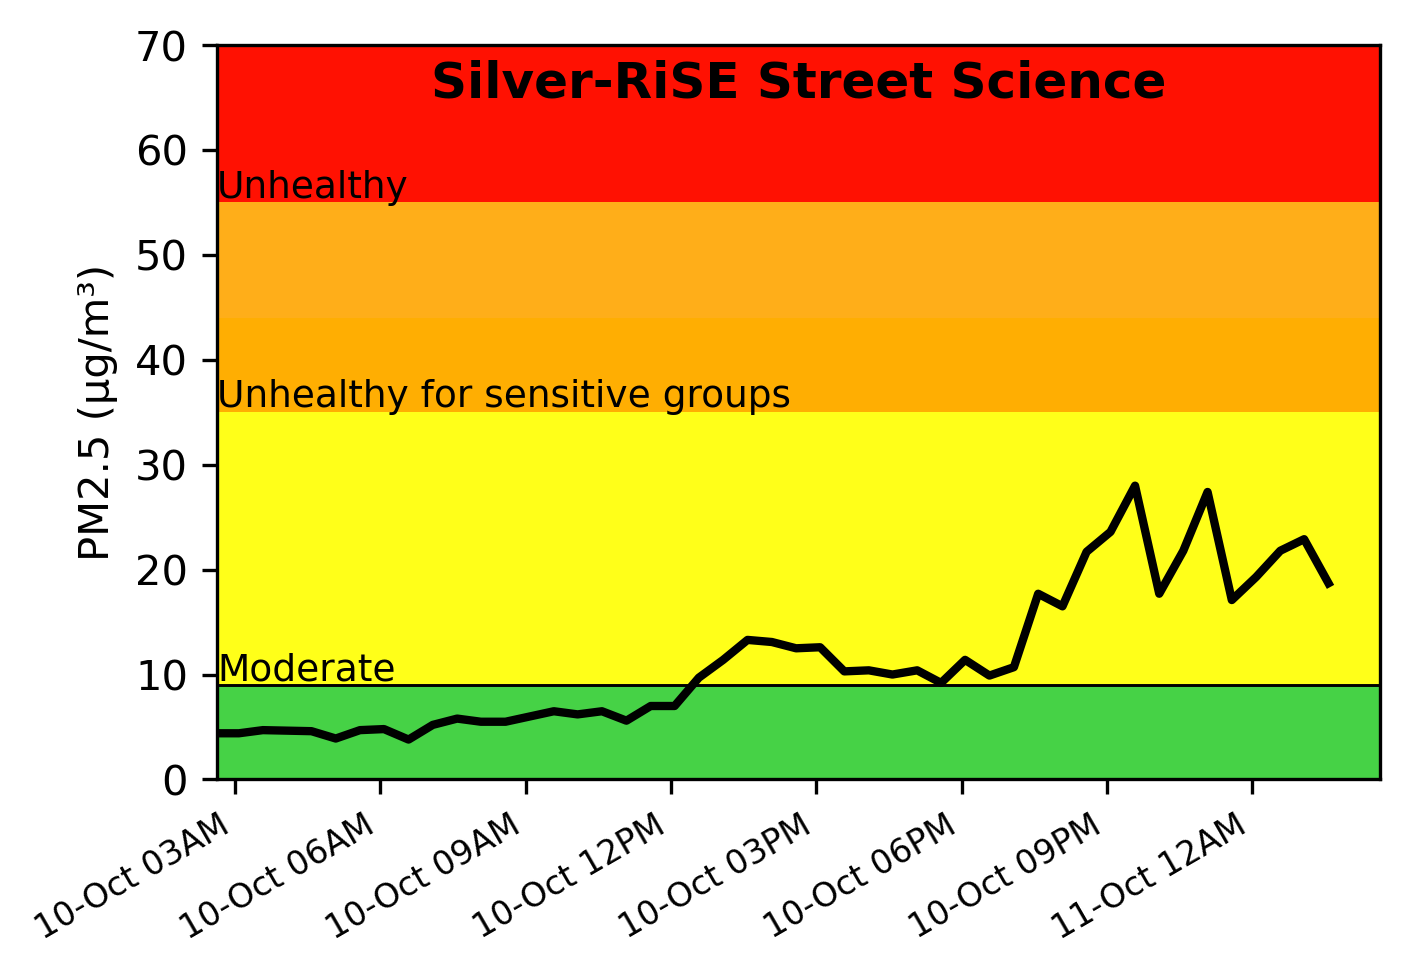 Silver-RiSE Street Science
70
60
Unhealthy
50
40
Unhealthy for sensitive groups
30
20
Moderate
10
0
PM2.5 (µg/m³)
10-Oct 03AM
10-Oct 06AM
10-Oct 09AM
10-Oct 12PM
10-Oct 03PM
10-Oct 06PM
10-Oct 09PM
11-Oct 12AM